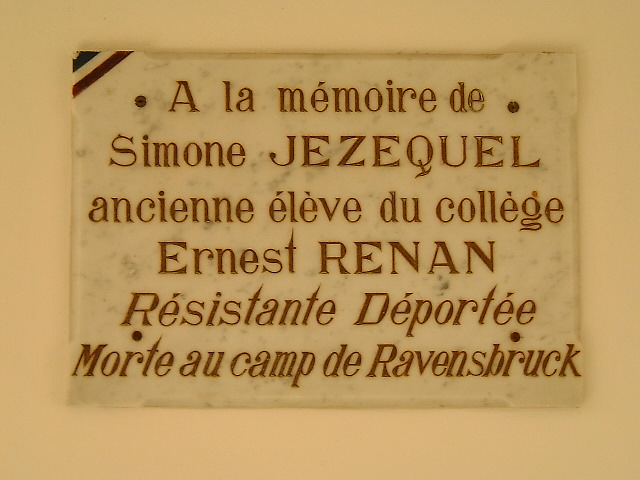 A la mémoire de
Simone JEZEQUEL
ancienne élève du collège
Ernest RENAN
Résistante Déportée
Morte au camp de Ravensbruck